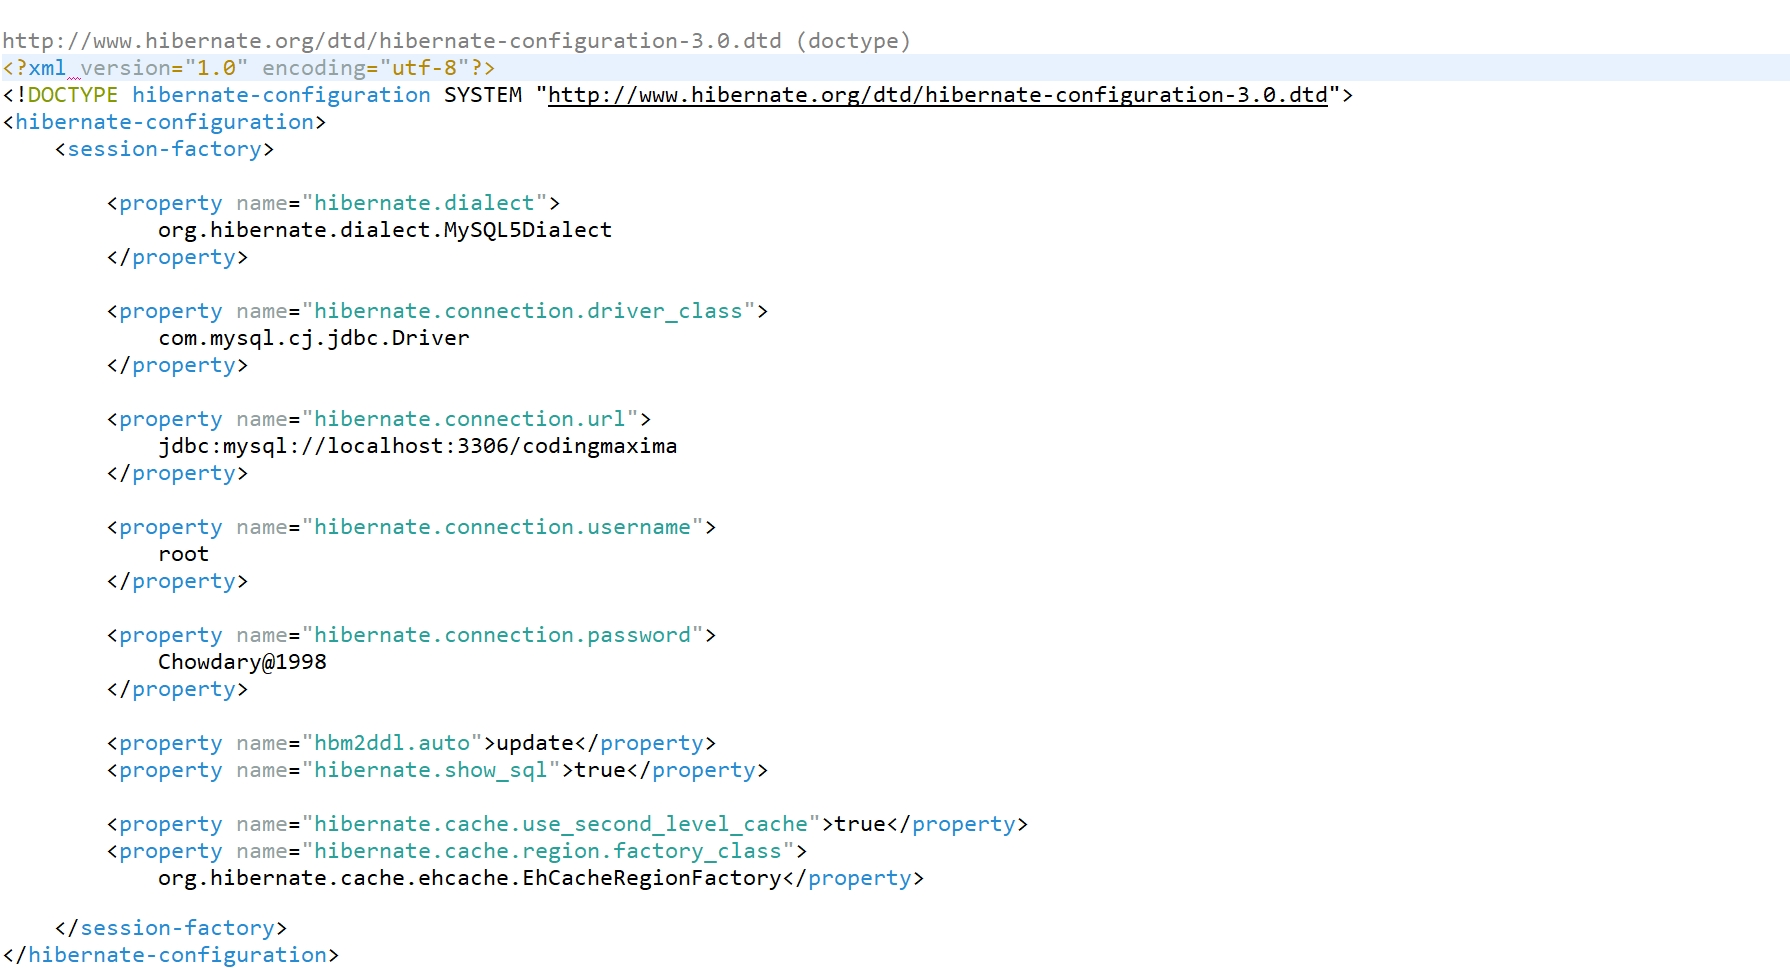 http://www.hibernate.org/dtd/hibernate-configuration-3.0.dtd (doctype)
<?xml version="1.0" encoding="utf-8"?>
<!DOCTYPE hibernate-configuration SYSTEM "http://www.hibernate.org/dtd/hibernate-configuration-3.0.dtd">
<hibernate-configuration>
    <session-factory>

        <property name="hibernate.dialect">
            org.hibernate.dialect.MySQL5Dialect
        </property>

        <property name="hibernate.connection.driver_class">
            com.mysql.cj.jdbc.Driver
        </property>

        <property name="hibernate.connection.url">
            jdbc:mysql://localhost:3306/codingmaxima
        </property>

        <property name="hibernate.connection.username">
            root
        </property>

        <property name="hibernate.connection.password">
            Chowdary@1998
        </property>

        <property name="hbm2ddl.auto">update</property>
        <property name="hibernate.show_sql">true</property>

        <property name="hibernate.cache.use_second_level_cache">true</property>
        <property name="hibernate.cache.region.factory_class">
            org.hibernate.cache.ehcache.EhCacheRegionFactory</property>

    </session-factory>
</hibernate-configuration>